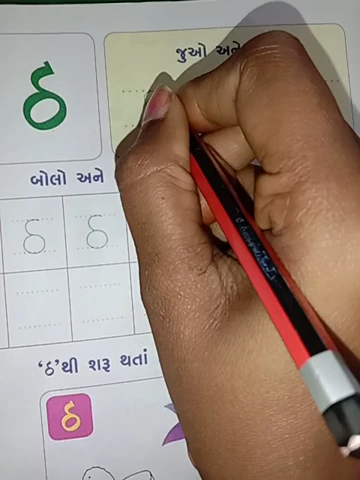 જુઓ અને
ઠ
બોલો અને
ઠ ઠ
'ઠ'થી શરૂ થતાં
ઠ